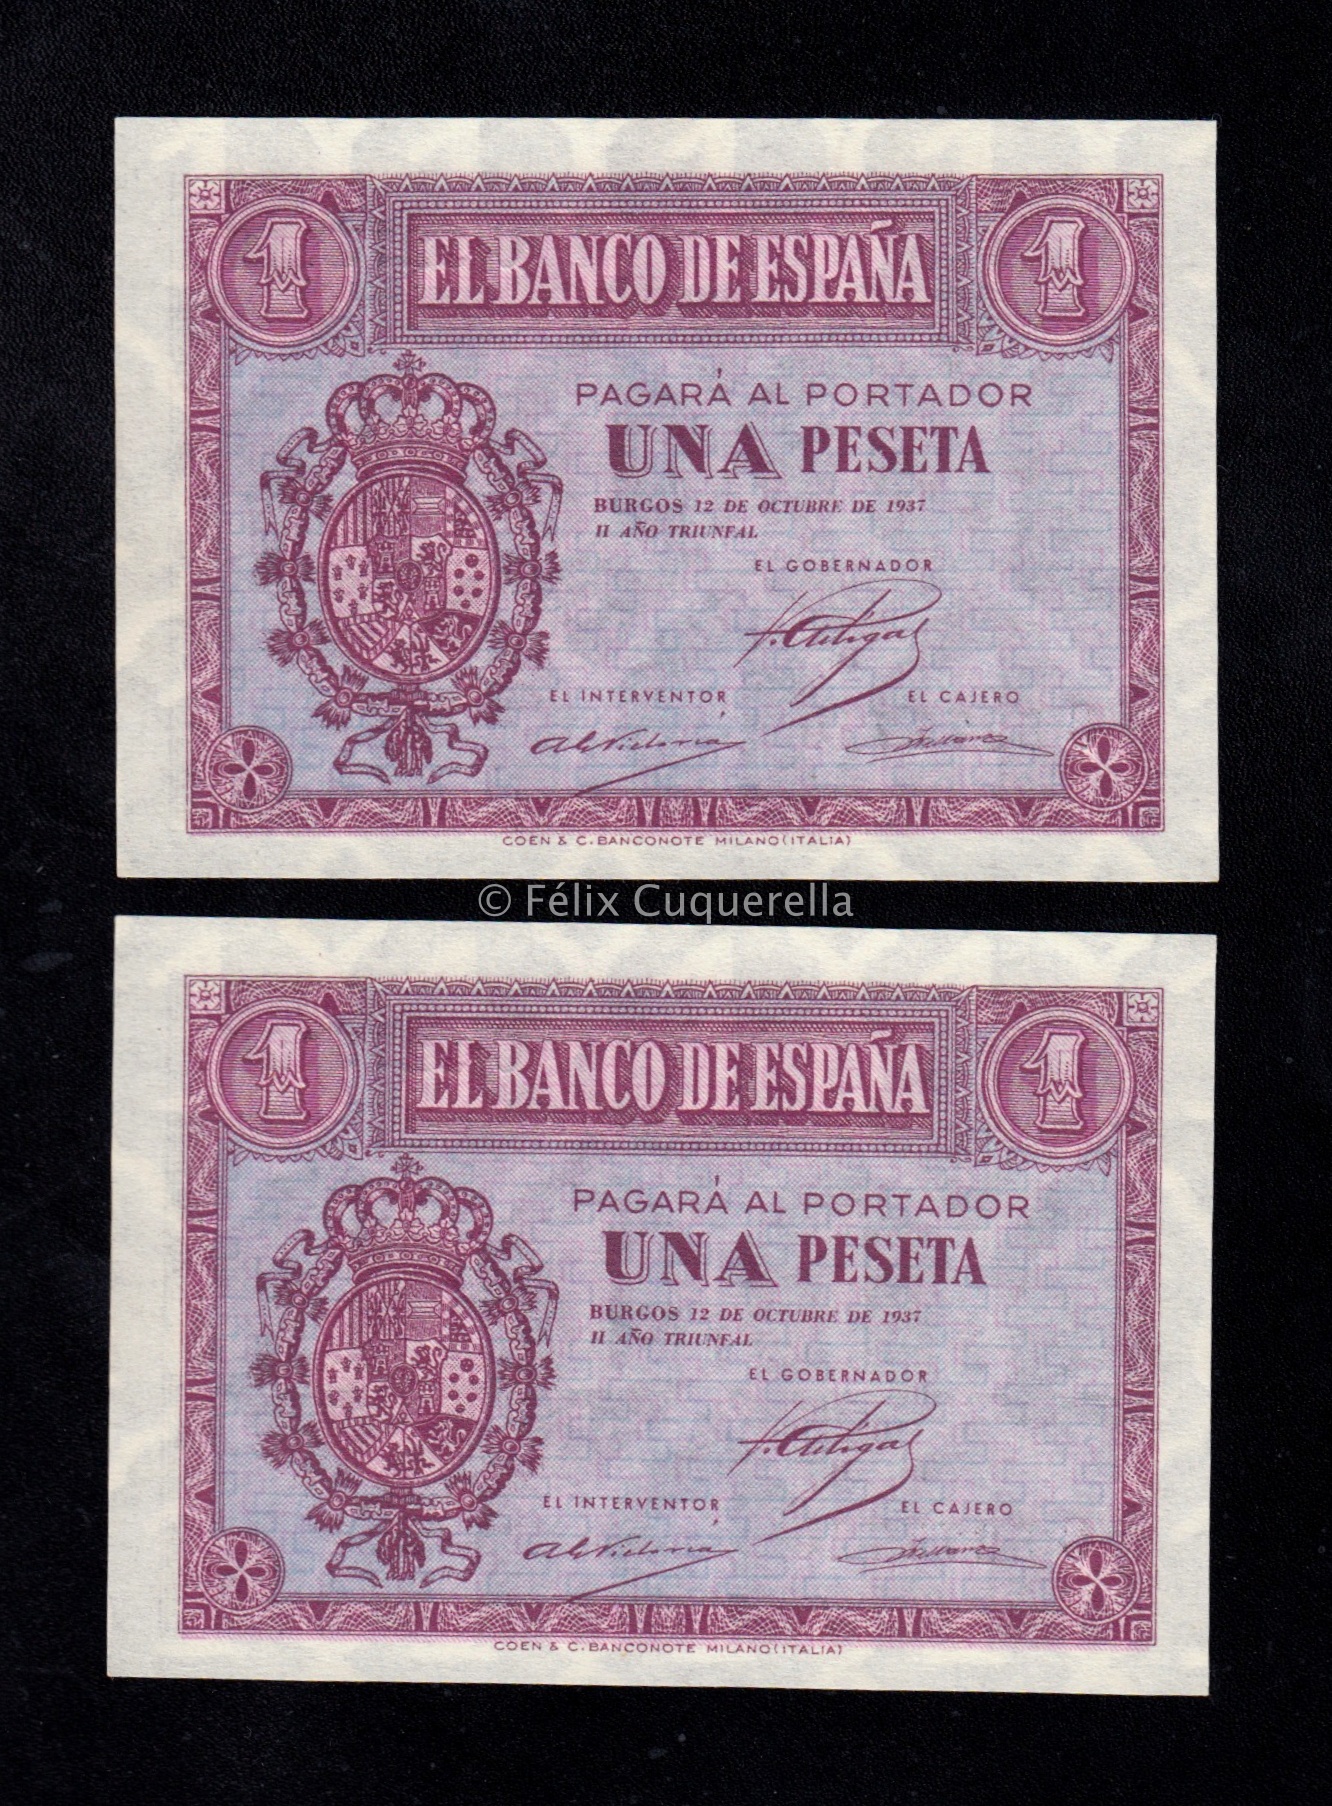 1 EL BANCO DE ESPAÑA 1
PAGARÁ AL PORTADOR
UNA PESETA
BURGOS 12 DE OCTUBRE DE 1937
II AÑO TRIUNFAL
EL GOBERNADOR
EL INTERVENTOR
EL CAJERO
COEN & C. BANCONOTE MILANO (ITALIA)
© Félix Cuquerella
1 EL BANCO DE ESPAÑA 1
PAGARÁ AL PORTADOR
UNA PESETA
BURGOS 12 DE OCTUBRE DE 1937
II AÑO TRIUNFAL
EL GOBERNADOR
EL INTERVENTOR
EL CAJERO
COEN & C. BANCONOTE MILANO (ITALIA)